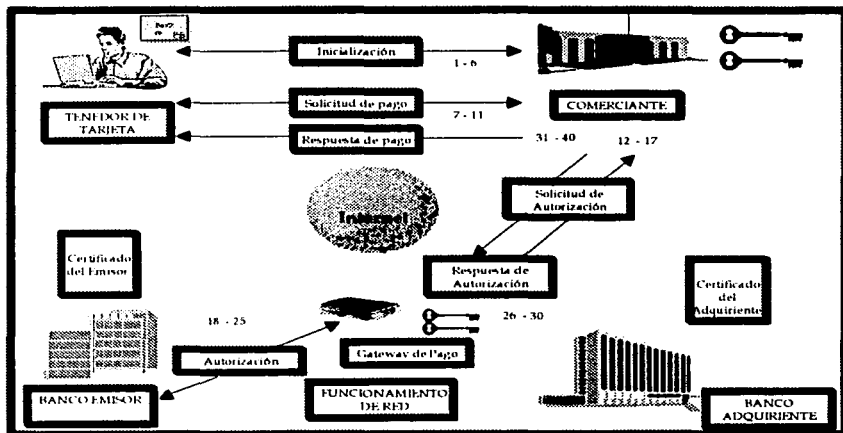 Inicialización
1 - 6
Solicitud de pago
7 - 11
TENEDOR DE
TARJETA
COMERCIANTE
Respuesta de pago
31 - 40
12 - 17
Solicitud de
Autorización
Internet
Certificado
del Emisor
Respuesta de
Autorización
Certificado
del
Adquiriente
18 - 25
26 - 30
Autorización
Gateway de Pago
BANCO EMISOR
FUNCIONAMIENTO
DE RED
BANCO
ADQUIRIENTE